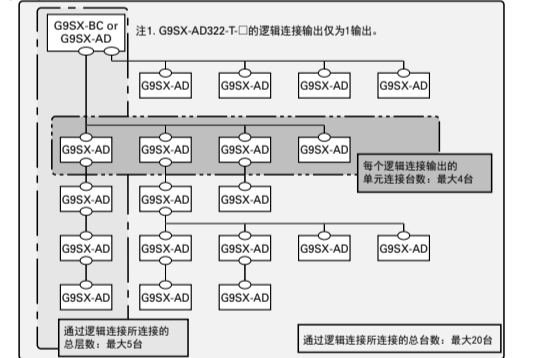 G9SX-BC or
G9SX-AD
注1. G9SX-AD322-T-□的逻辑连接输出仅为1输出。
G9SX-AD G9SX-AD G9SX-AD G9SX-AD
G9SX-AD G9SX-AD G9SX-AD G9SX-AD
每个逻辑连接输出的
单元连接台数：最大4台
G9SX-AD G9SX-AD G9SX-AD
G9SX-AD G9SX-AD G9SX-AD G9SX-AD G9SX-AD
G9SX-AD G9SX-AD G9SX-AD
通过逻辑连接所连接的
总层数：最大5台
通过逻辑连接所连接的总台数：最大20台